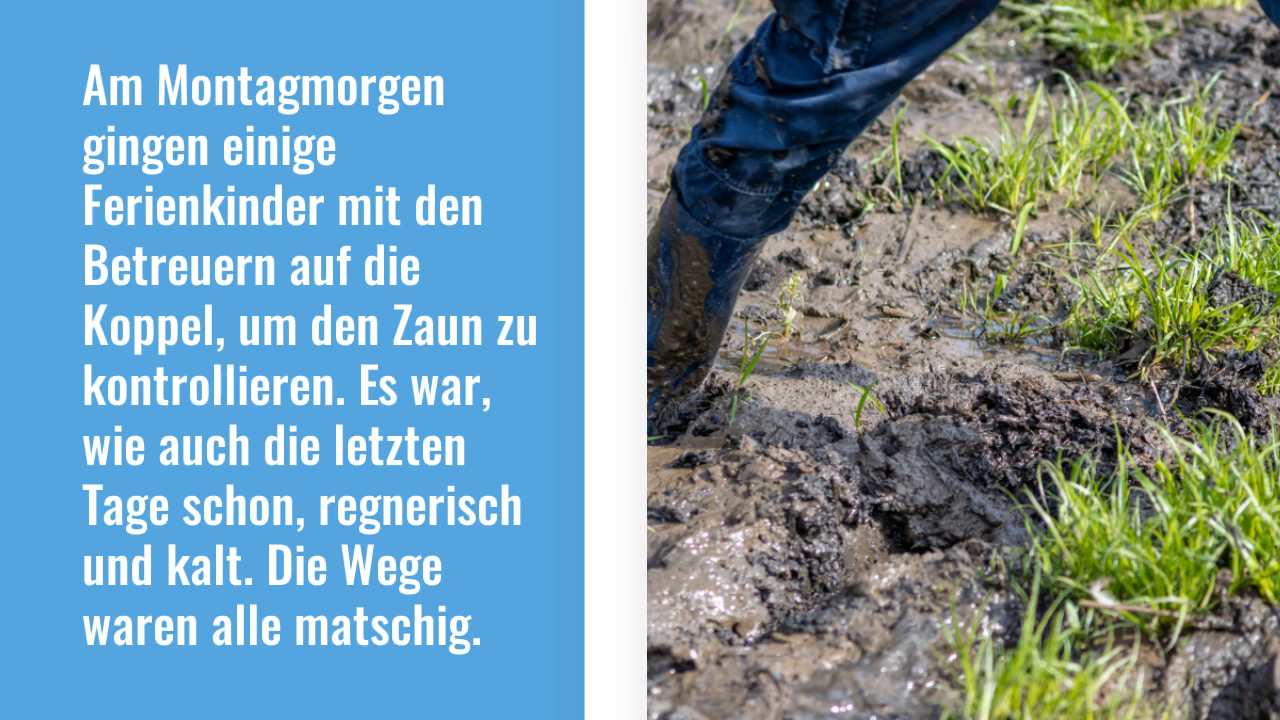 Am Montagmorgen
gingen einige
Ferienkinder mit den
Betreuern auf die
Koppel, um den Zaun zu
kontrollieren. Es war,
wie auch die letzten
Tage schon, regnerisch
und kalt. Die Wege
waren alle matschig.